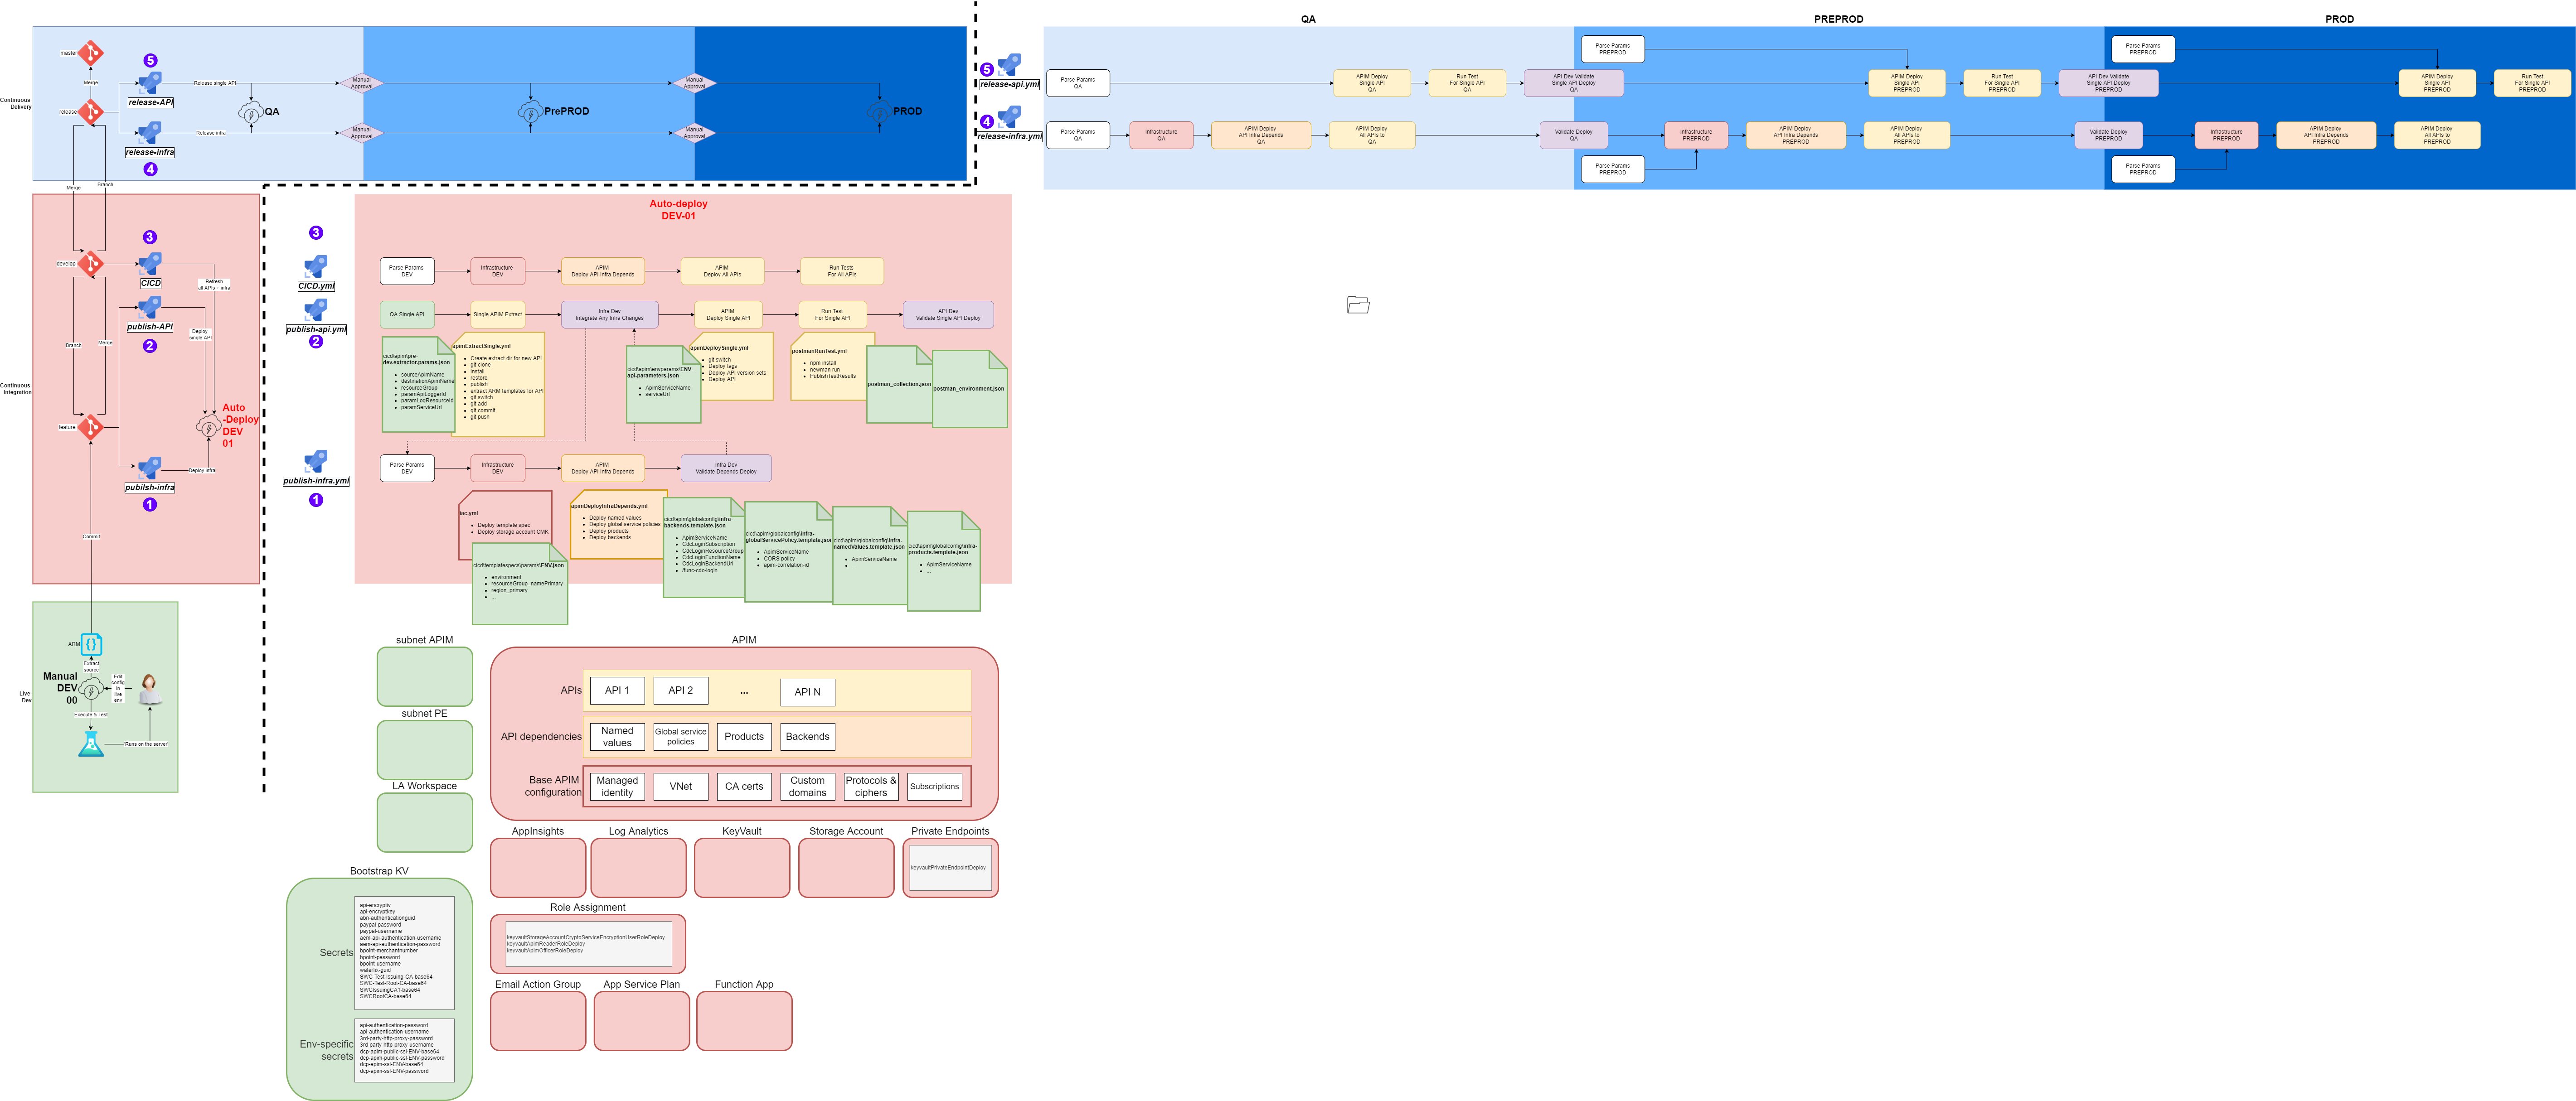 QA
PREPROD
PROD
master
5
Merge
release-API
Release single API
Manual
Approval
Manual
Approval
Continuous
Delivery
release
QA
PrePROD
PROD
Release infra
Manual
Approval
Manual
Approval
release-infra
4
Merge
Branch
5
release-api.yml
4
release-infra.yml
Parse Params
QA
APIM Deploy
Single API
QA
Run Test
For Single API
QA
API Dev Validate
Single API Deploy
QA
Parse Params
PREPROD
APIM Deploy
Single API
PREPROD
Run Test
For Single API
PREPROD
API Dev Validate
Single API Deploy
PREPROD
Parse Params
PREPROD
APIM Deploy
Single API
PREPROD
Run Test
For Single API
PREPROD
Parse Params
QA
Infrastructure
QA
APIM Deploy
API Infra Depends
QA
APIM Deploy
All APIs to
QA
Validate Deploy
QA
Infrastructure
PREPROD
APIM Deploy
API Infra Depends
PREPROD
APIM Deploy
All APIs to
PREPROD
Validate Deploy
PREPROD
Infrastructure
PREPROD
APIM Deploy
API Infra Depends
PREPROD
APIM Deploy
All APIs to
PREPROD
Parse Params
PREPROD
Parse Params
PREPROD
3
develop
CICD
Refresh
all APIs + infra
publish-API
2
Deploy
single API
Branch
Merge
Continuous
Integration
feature
Auto
-Deploy
DEV
01
Deploy infra
publish-infra
1
Commit
Auto-deploy
DEV-01
3
CICD.yml
publish-api.yml
2
publish-infra.yml
1
Parse Params
DEV
Infrastructure
DEV
APIM
Deploy API Infra Depends
APIM
Deploy All APIs
Run Tests
For All APIs
QA Single API
Single APIM Extract
Infra Dev
Integrate Any Infra Changes
APIM
Deploy Single API
Run Test
For Single API
API Dev
Validate Single API Deploy
cicd\apim\pre-
dev.extractor.params.json
• sourceApimName
• destinationApimName
• resourceGroup
• paramApiLoggerId
• paramLogResourceId
• paramServiceUrl
apimExtractSingle.yml
• Create extract dir for new API
• git clone
• install
• restore
• publish
• extract ARM templates for API
• git switch
• git add
• git commit
• git push
cicd\apim\envparams\ENV-
api-parameters.json
• ApimServiceName
• serviceUrl
apimDeploySingle.yml
• git switch
• Deploy tags
• Deploy API version sets
• Deploy API
postmanRunTest.yml
• npm install
• newman run
• PublishTestResults
postman_collection.json
postman_environment.json
Parse Params
DEV
Infrastructure
DEV
APIM
Deploy API Infra Depends
Infra Dev
Validate Depends Deploy
iac.yml
• Deploy template spec
• Deploy storage account CMK
cicd\templatespecs\params\ENV.json
• environment
• resourceGroup_namePrimary
• region_primary
• ...
apimDeployInfraDepends.yml
• Deploy named values
• Deploy global service policies
• Deploy products
• Deploy backends
cicd\apim\globalconfig\infra-
backends.template.json
• ApimServiceName
• CdcLoginSubscription
• CdcLoginResourceGroup
• CdcLoginFunctionName
• CdcLoginBackendUrl
• /func-cdc-login
cicd\apim\globalconfig\infra-
globalServicePolicy.template.json
• ApimServiceName
• CORS policy
• apim-correlation-id
cicd\apim\globalconfig\infra-
namedValues.template.json
• ApimServiceName
• ...
cicd\apim\globalconfig\infra-
products.template.json
• ApimServiceName
• ...
Live
Dev
ARM
Extract
source
Manual
DEV
00
Edit
config
in
live
env
Execute & Test
'Runs on the server'
subnet APIM
subnet PE
LA Workspace
APIM
APIs
API 1
API 2
...
API N
API dependencies
Named
values
Global service
policies
Products
Backends
Base APIM
configuration
Managed
identity
VNet
CA certs
Custom
domains
Protocols &
ciphers
Subscriptions
AppInsights
Log Analytics
KeyVault
Storage Account
Private Endpoints
keyvaultPrivateEndpointDeploy
Role Assignment
keyvaultStorageAccountCryptoServiceEncryptionUserRoleDeploy
keyvaultApimReaderRoleDeploy
keyvaultApimOfficerRoleDeploy
Email Action Group
App Service Plan
Function App
Bootstrap KV
Secrets
api-encryptiv
api-encryptkey
abn-authenticationguid
paypal-password
paypal-username
aem-api-authentication-username
aem-api-authentication-password
bpoint-merchantnumber
bpoint-password
bpoint-username
waterfix-guid
SWC-Test-Issuing-CA-base64
SWC-Test-Root-CA-base64
SWCIssuingCA1-base64
SWCRootCA-base64
Env-specific
secrets
api-authentication-password
api-authentication-username
3rd-party-http-proxy-password
3rd-party-http-proxy-username
dcp-apim-public-ssl-ENV-base64
dcp-apim-public-ssl-ENV-password
dcp-apim-ssl-ENV-base64
dcp-apim-ssl-ENV-password